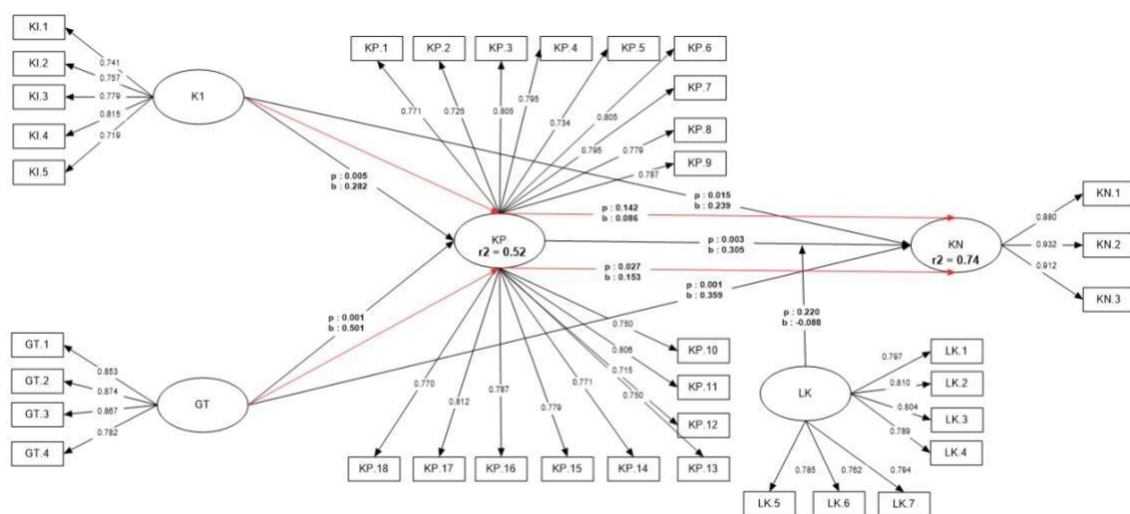 KI.1
KI.2
KI.3
KI.4
KI.5
0.741
0.757
0.779
0.815
0.719
K1
KP.1
KP.2
KP.3
KP.4
KP.5
KP.6
KP.7
KP.8
KP.9
0.771
0.725
0.805
0.795
0.734
0.805
0.795
0.779
0.787
p : 0.005
b : 0.282
p : 0.015
b : 0.239
p : 0.142
b : 0.086
KP
r2 = 0.52
p : 0.003
b : 0.305
KN
r2 = 0.74
0.880
0.932
0.912
KN.1
KN.2
KN.3
p : 0.027
b : 0.153
p : 0.001
b : 0.359
p : 0.001
b : 0.501
p : 0.220
b : -0.088
GT.1
GT.2
GT.3
GT.4
0.853
0.874
0.867
0.782
GT
0.750
0.806
0.715
0.750
0.771
0.779
0.787
0.812
0.770
KP.10
KP.11
KP.12
KP.18
KP.17
KP.16
KP.15
KP.14
KP.13
LK
0.797
0.810
0.804
0.789
LK.1
LK.2
LK.3
LK.4
0.785
0.762
0.794
LK.5
LK.6
LK.7